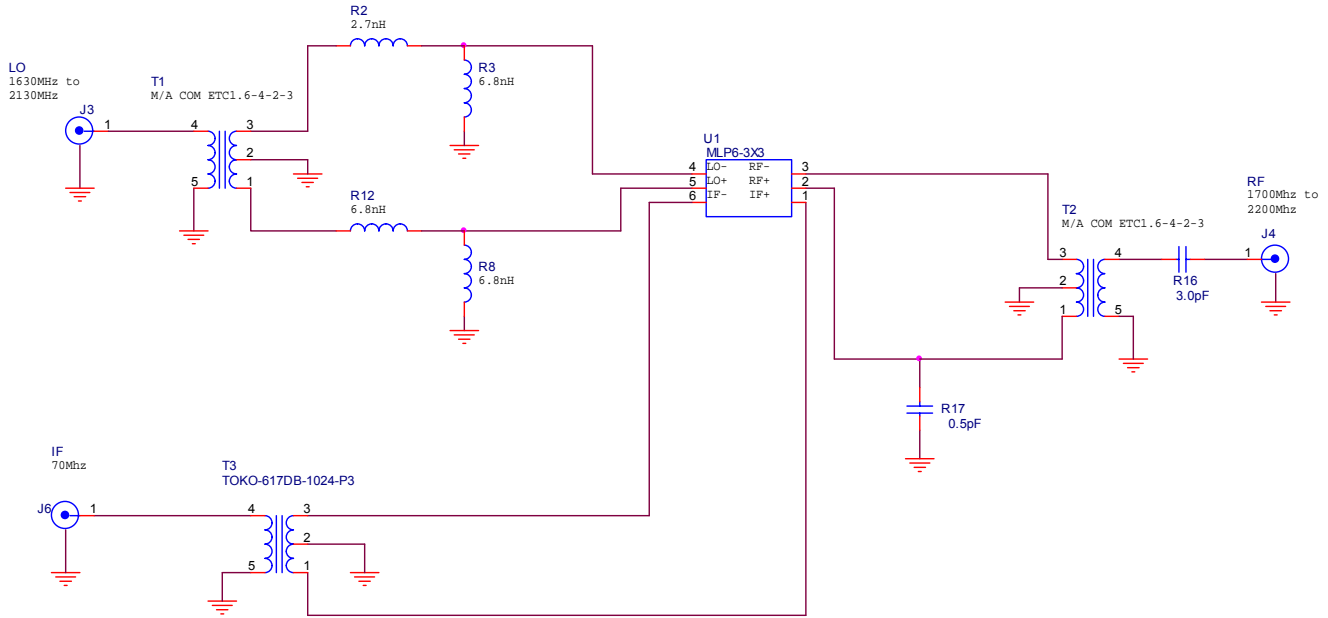 R2
2.7nH
LO
1630MHz to
2130MHz
J3
1
T1
M/A COM ETC1.6-4-2-3
4
5
3
2
1
R3
6.8nH
R12
6.8nH
R8
6.8nH
U1
MLP6-3X3
4 LO- RF- 3
5 LO+ RF+ 2
6 IF- IF+ 1
T2
M/A COM ETC1.6-4-2-3
3
2
1
4
5
R16
3.0pF
RF
1700Mhz to
2200Mhz
J4
1
R17
0.5pF
IF
70Mhz
J6
1
T3
TOKO-617DB-1024-P3
4
5
3
2
1